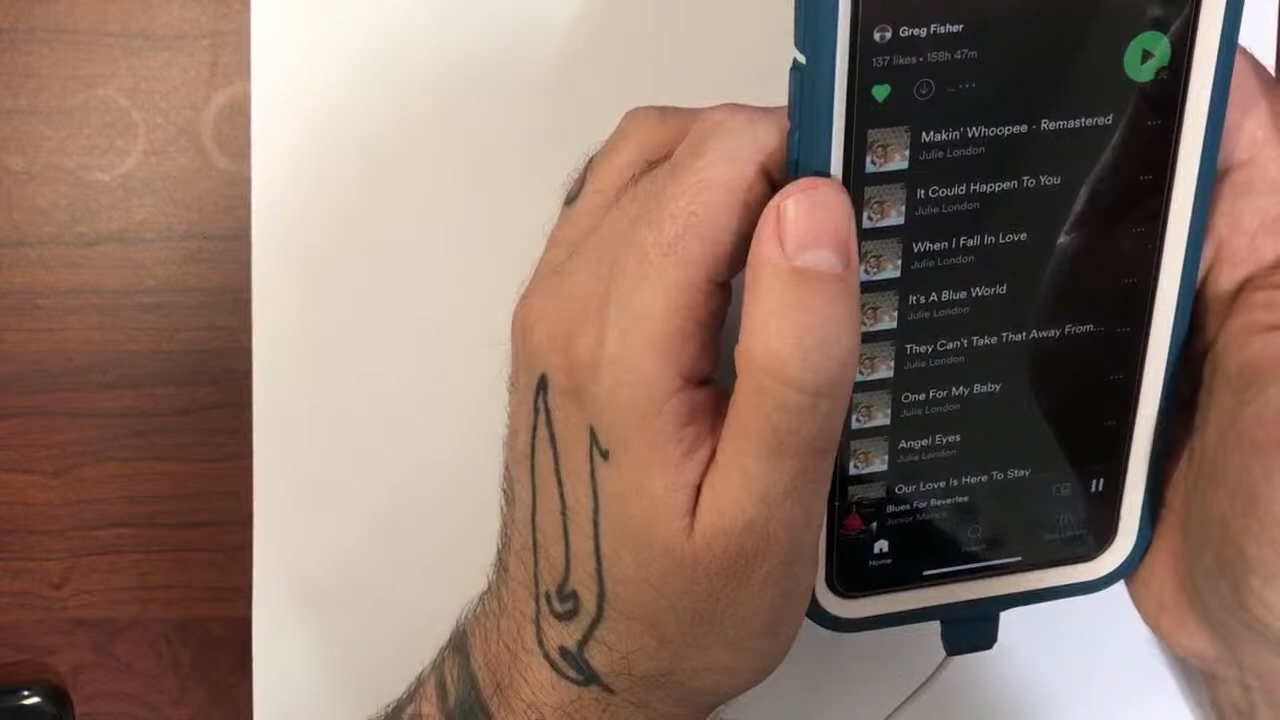 Greg Fisher
137 likes • 158h 47m
Makin' Whoopee - Remastered
Julie London
It Could Happen To You
Julie London
When I Fall In Love
Julie London
It's A Blue World
Julie London
They Can't Take That Away From...
Julie London
One For My Baby
Julie London
Angel Eyes
Julie London
Our Love Is Here To Stay
Blues For Beverlee
Junior Mance
Home